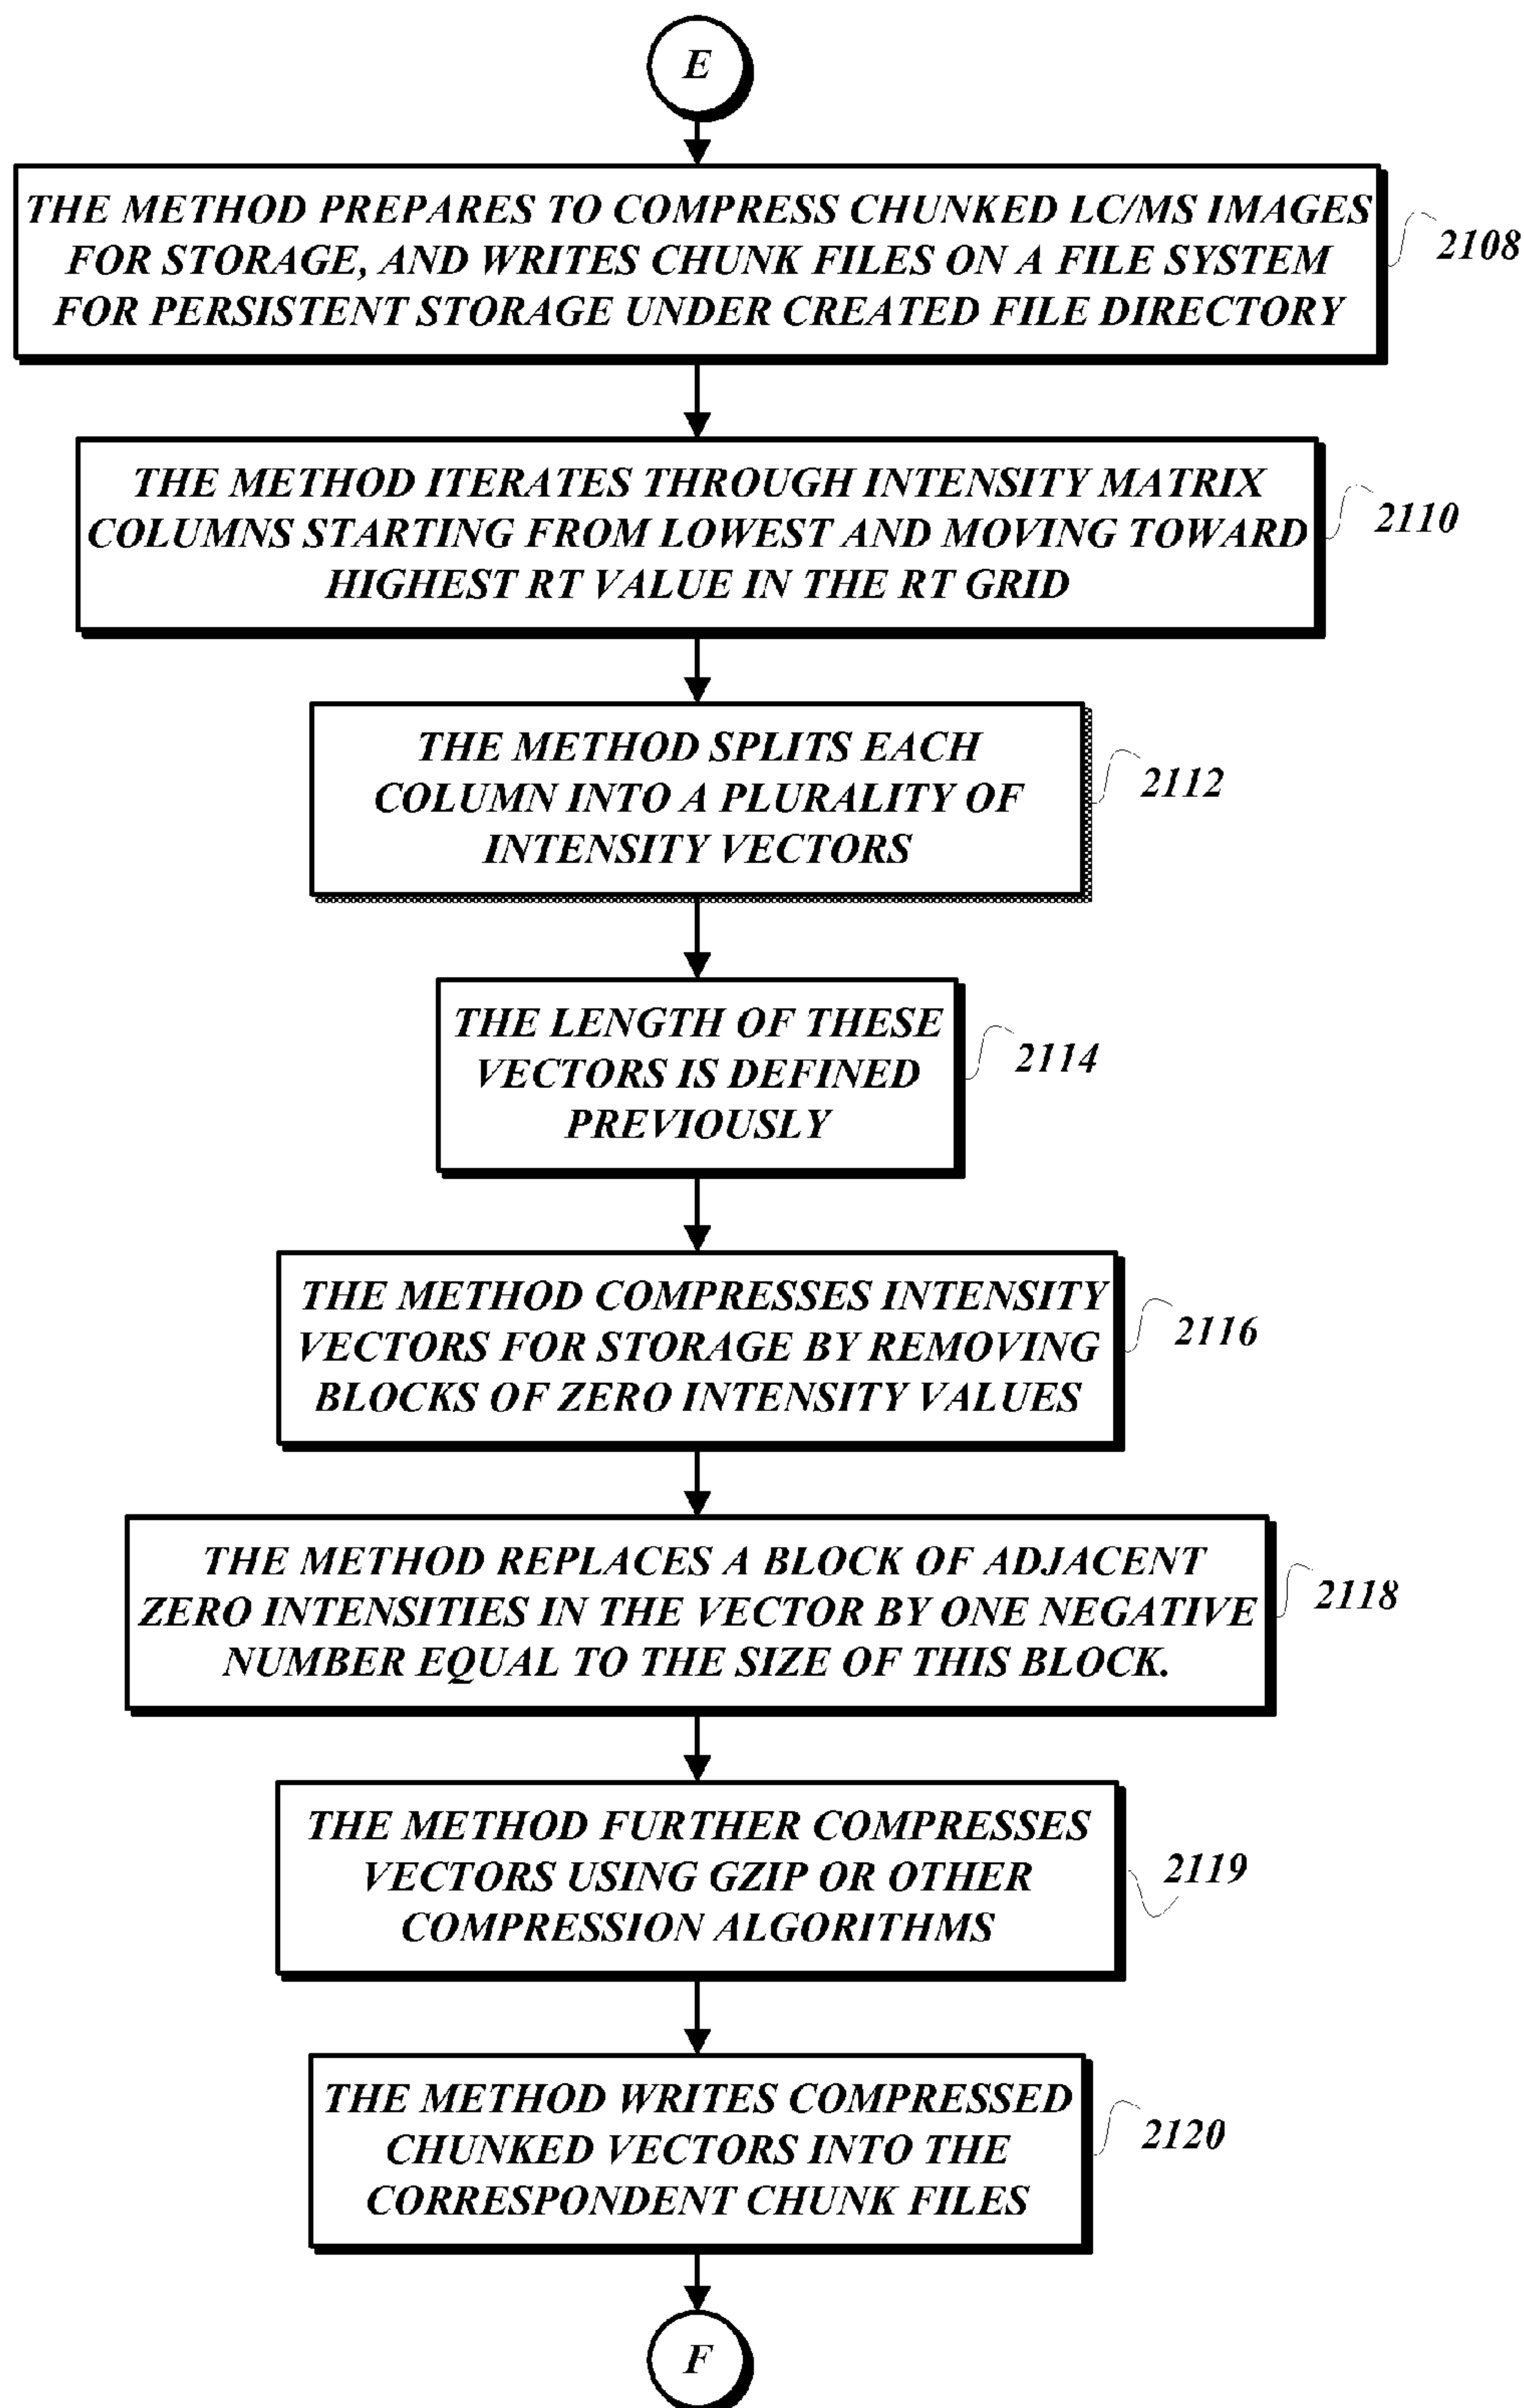 E
THE METHOD PREPARES TO COMPRESS CHUNKED LC/MS IMAGES
FOR STORAGE, AND WRITES CHUNK FILES ON A FILE SYSTEM
FOR PERSISTENT STORAGE UNDER CREATED FILE DIRECTORY
2108
THE METHOD ITERATES THROUGH INTENSITY MATRIX
COLUMNS STARTING FROM LOWEST AND MOVING TOWARD
HIGHEST RT VALUE IN THE RT GRID
2110
THE METHOD SPLITS EACH
COLUMN INTO A PLURALITY OF
INTENSITY VECTORS
2112
THE LENGTH OF THESE
VECTORS IS DEFINED
PREVIOUSLY
2114
THE METHOD COMPRESSES INTENSITY
VECTORS FOR STORAGE BY REMOVING
BLOCKS OF ZERO INTENSITY VALUES
2116
THE METHOD REPLACES A BLOCK OF ADJACENT
ZERO INTENSITIES IN THE VECTOR BY ONE NEGATIVE
NUMBER EQUAL TO THE SIZE OF THIS BLOCK.
2118
THE METHOD FURTHER COMPRESSES
VECTORS USING GZIP OR OTHER
COMPRESSION ALGORITHMS
2119
THE METHOD WRITES COMPRESSED
CHUNKED VECTORS INTO THE
CORRESPONDENT CHUNK FILES
2120
F